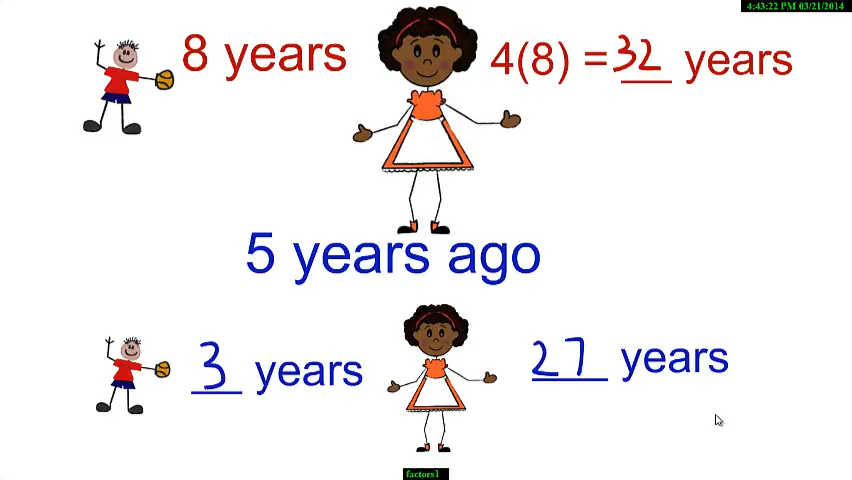 4:43:22 PM 03/21/2014
8 years
4(8) = 32 years
5 years ago
3 years
27 years
factors1